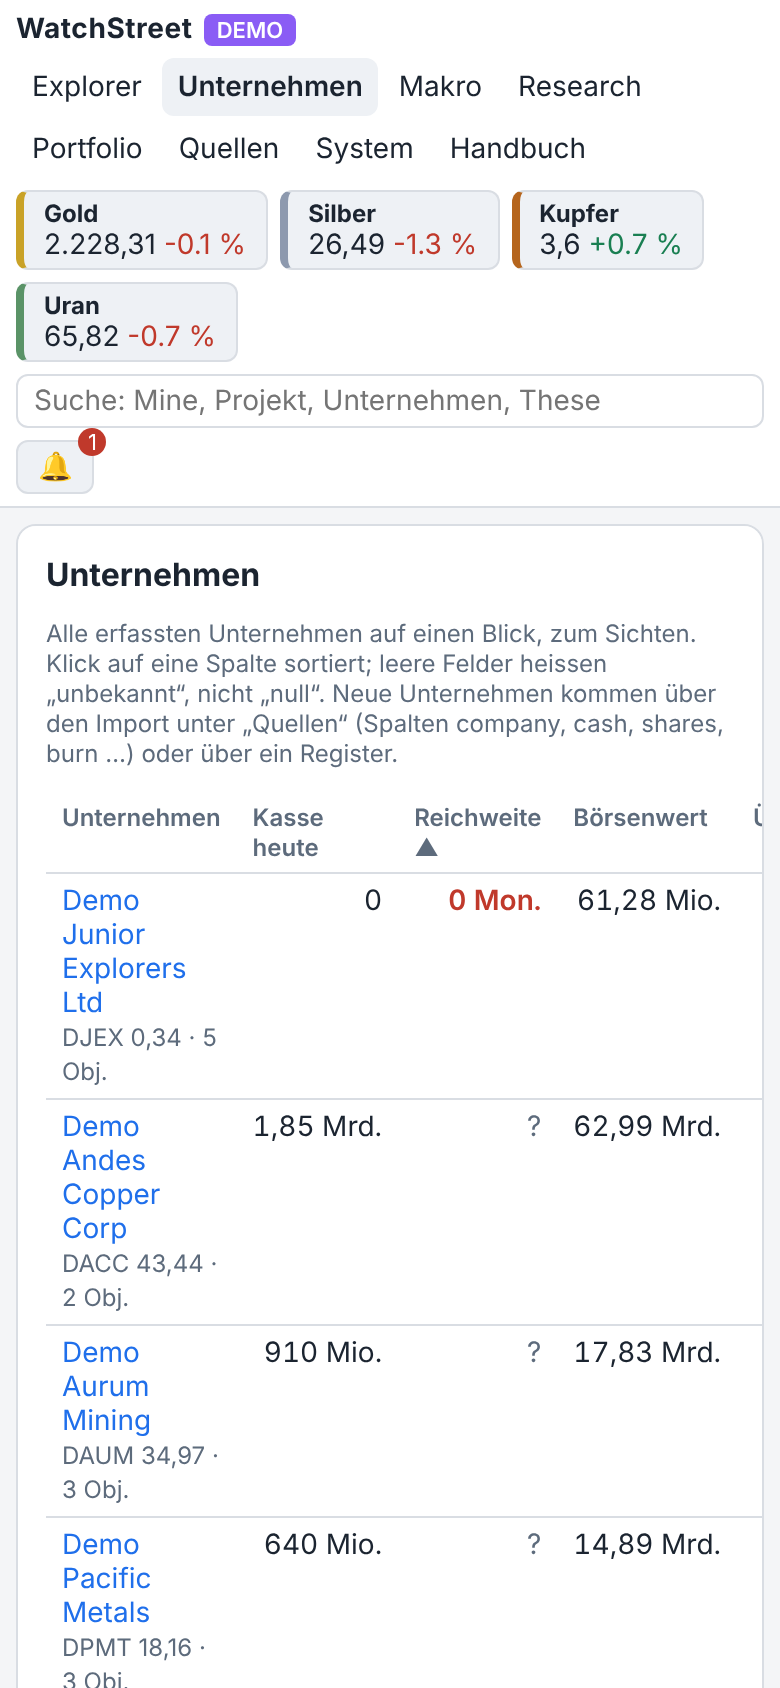 WatchStreet DEMO
Explorer Unternehmen Makro Research
Portfolio Quellen System Handbuch
Gold
2.228,31 -0.1 %
Silber
26,49 -1.3 %
Kupfer
3,6 +0.7 %
Uran
65,82 -0.7 %
Suche: Mine, Projekt, Unternehmen, These
1
Unternehmen
Alle erfassten Unternehmen auf einen Blick, zum Sichten.
Klick auf eine Spalte sortiert; leere Felder heissen
„unbekannt“, nicht „null“. Neue Unternehmen kommen über
den Import unter „Quellen“ (Spalten company, cash, shares,
burn ...) oder über ein Register.
Unternehmen Kasse heute Reichweite ▲ Börsenwert
Demo Junior Explorers Ltd 0 0 Mon. 61,28 Mio.
DJEX 0,34 · 5 Obj.
Demo Andes Copper Corp 1,85 Mrd. ? 62,99 Mrd.
DACC 43,44 · 2 Obj.
Demo Aurum Mining 910 Mio. ? 17,83 Mrd.
DAUM 34,97 · 3 Obj.
Demo Pacific Metals 640 Mio. ? 14,89 Mrd.
DPMT 18,16 · 3 Obj.